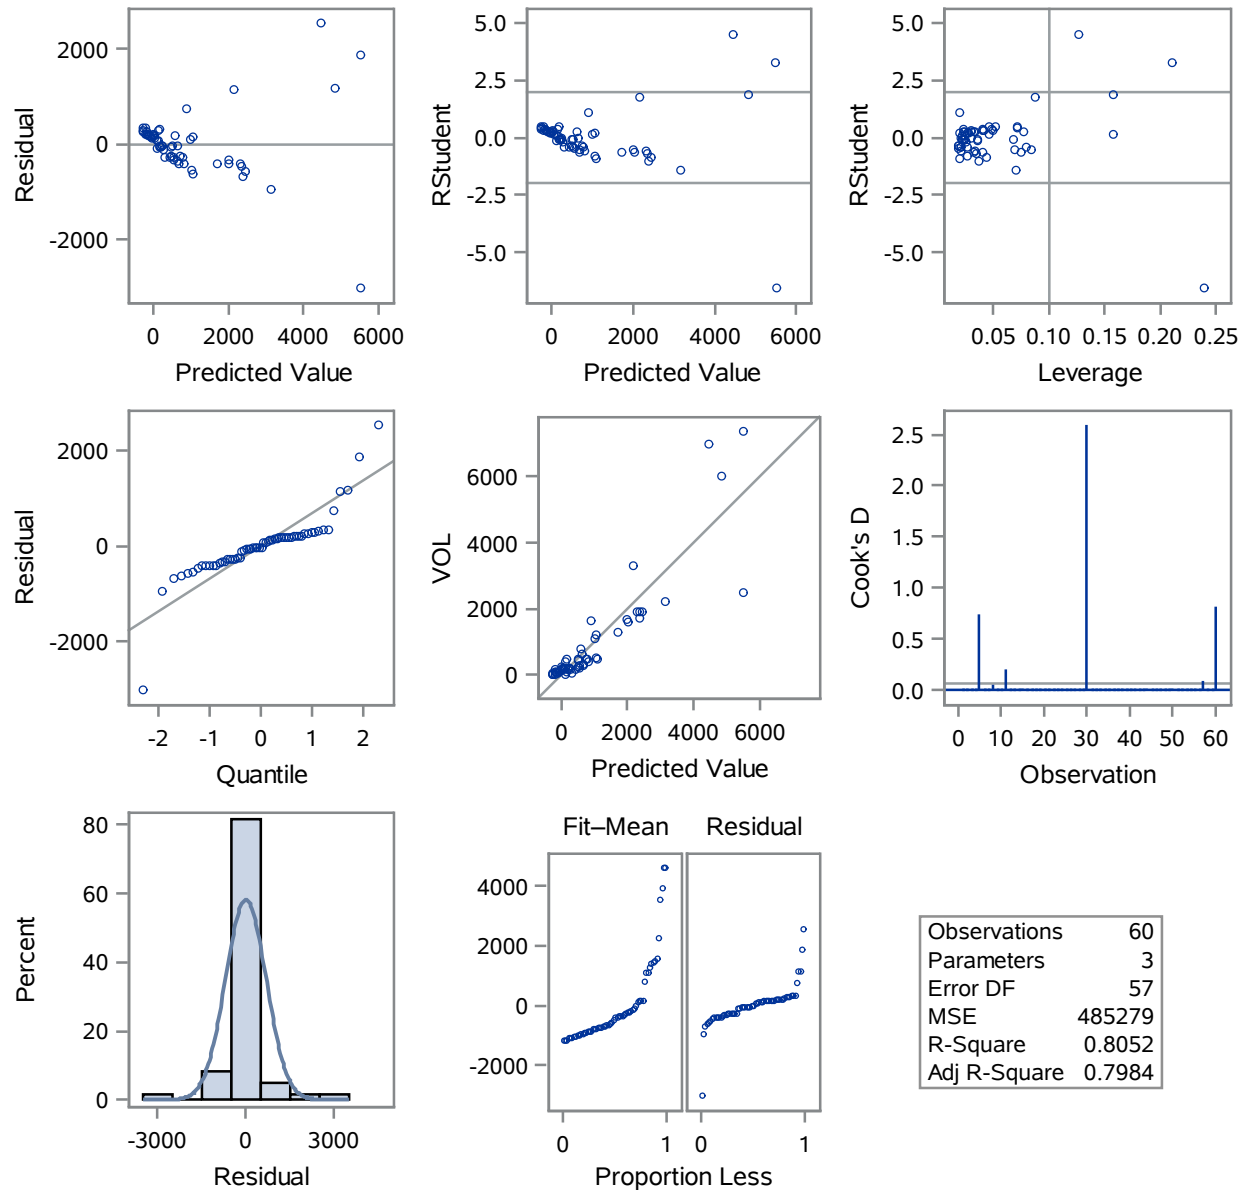 2000
0
-2000
Residual
0 2000 4000 6000
Predicted Value
5.0
2.5
0.0
-2.5
-5.0
RStudent
0 2000 4000 6000
Predicted Value
5.0
2.5
0.0
-2.5
-5.0
RStudent
0.05 0.10 0.15 0.20 0.25
Leverage
2000
0
-2000
Residual
-2 -1 0 1 2
Quantile
6000
4000
2000
0
VOL
0 2000 4000 6000
Predicted Value
2.5
2.0
1.5
1.0
0.5
0.0
Cook's D
0 10 20 30 40 50 60
Observation
80
60
40
20
0
Percent
-3000 0 3000
Residual
Fit–Mean Residual
4000
2000
0
-2000
0 1 0 1
Proportion Less
Observations 60
Parameters 3
Error DF 57
MSE 485279
R-Square 0.8052
Adj R-Square 0.7984